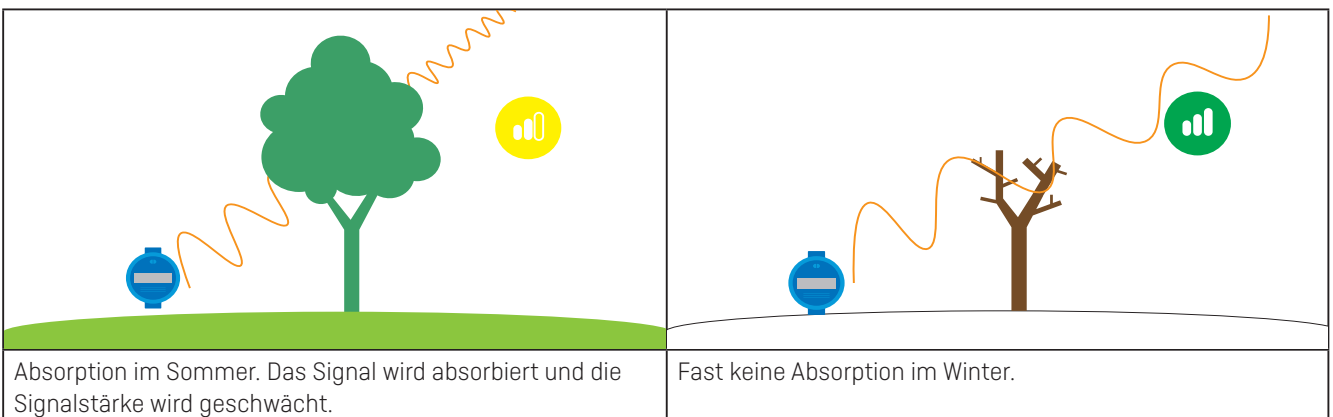 Absorption im Sommer. Das Signal wird absorbiert und die
Signalstärke wird geschwächt.
Fast keine Absorption im Winter.